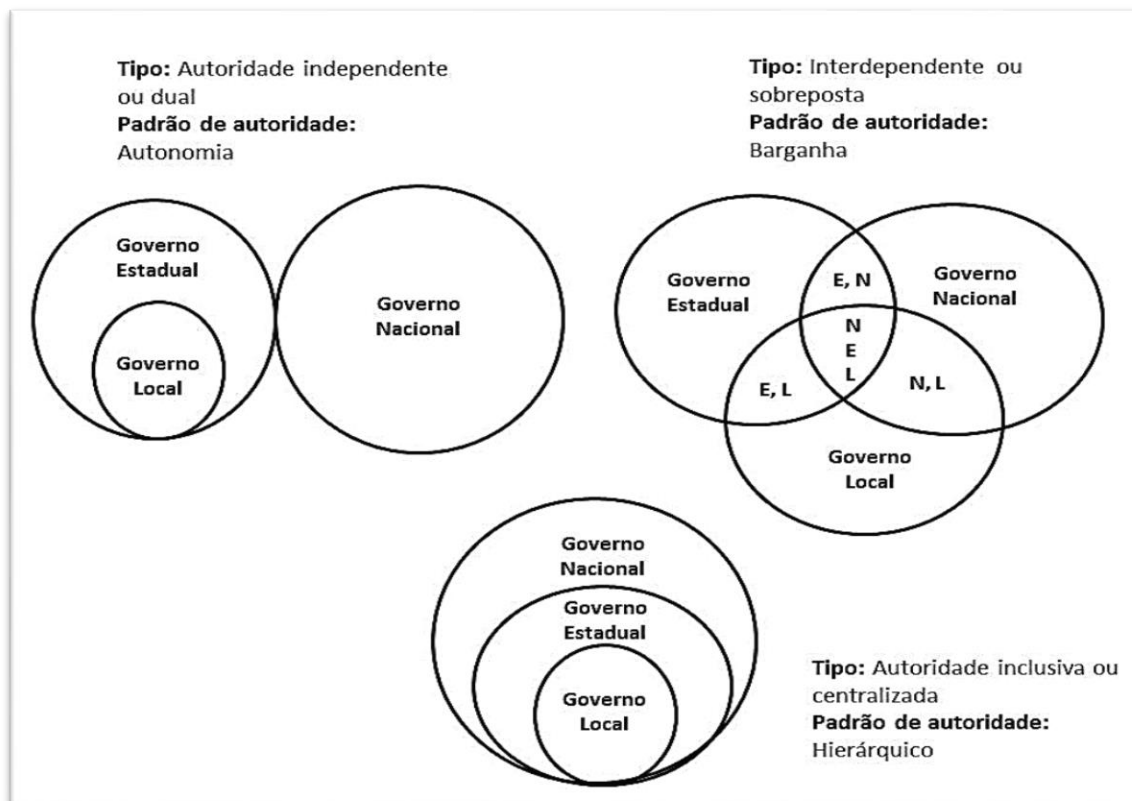 Tipo: Autoridade independente
ou dual
Padrão de autoridade:
Autonomia
Tipo: Interdependente ou
sobreposta
Padrão de autoridade:
Barganha
Governo
Estadual
Governo
Local
Governo
Nacional
Governo
Estadual
E, N
Governo
Nacional
N
E
L
E, L
N, L
Governo
Local
Governo
Nacional
Governo
Estadual
Governo
Local
Tipo: Autoridade inclusiva ou
centralizada
Padrão de autoridade:
Hierárquico